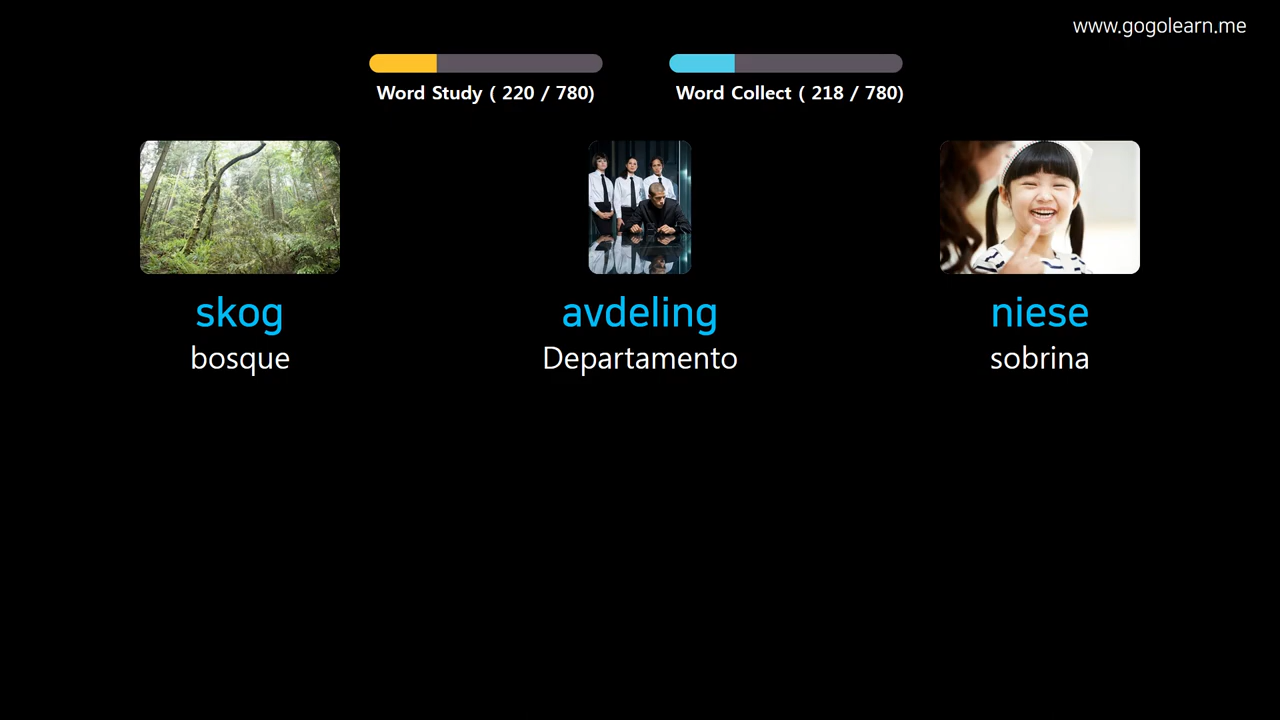 www.gogolearn.me
Word Study ( 220 / 780)
Word Collect ( 218 / 780)
skog
bosque
avdeling
Departamento
niese
sobrina